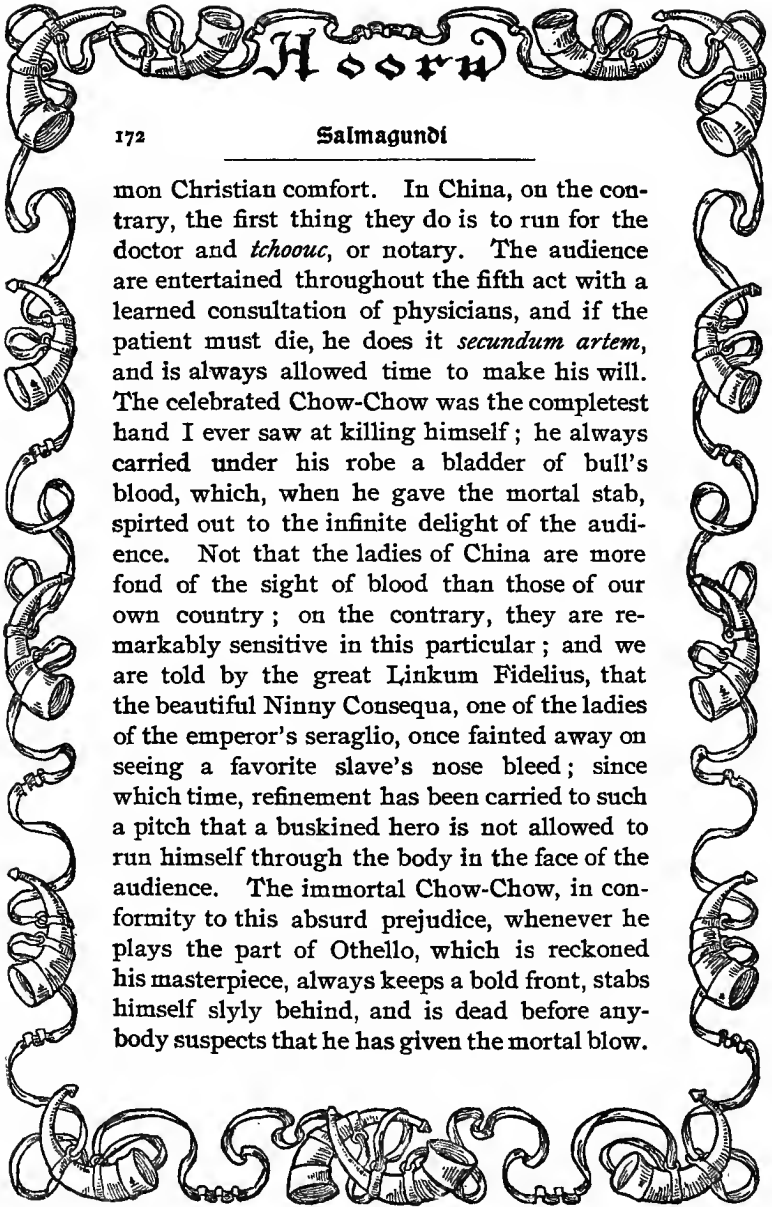 Hoorn
172 Salmagundi
mon Christian comfort. In China, on the con-
trary, the first thing they do is to run for the
doctor and tchoouc, or notary. The audience
are entertained throughout the fifth act with a
learned consultation of physicians, and if the
patient must die, he does it secundum artem,
and is always allowed time to make his will.
The celebrated Chow-Chow was the completest
hand I ever saw at killing himself; he always
carried under his robe a bladder of bull's
blood, which, when he gave the mortal stab,
spirted out to the infinite delight of the audi-
ence. Not that the ladies of China are more
fond of the sight of blood than those of our
own country; on the contrary, they are re-
markably sensitive in this particular; and we
are told by the great Linkum Fidelius, that
the beautiful Ninny Consequa, one of the ladies
of the emperor's seraglio, once fainted away on
seeing a favorite slave's nose bleed; since
which time, refinement has been carried to such
a pitch that a buskined hero is not allowed to
run himself through the body in the face of the
audience. The immortal Chow-Chow, in con-
formity to this absurd prejudice, whenever he
plays the part of Othello, which is reckoned
his masterpiece, always keeps a bold front, stabs
himself slyly behind, and is dead before any-
body suspects that he has given the mortal blow.